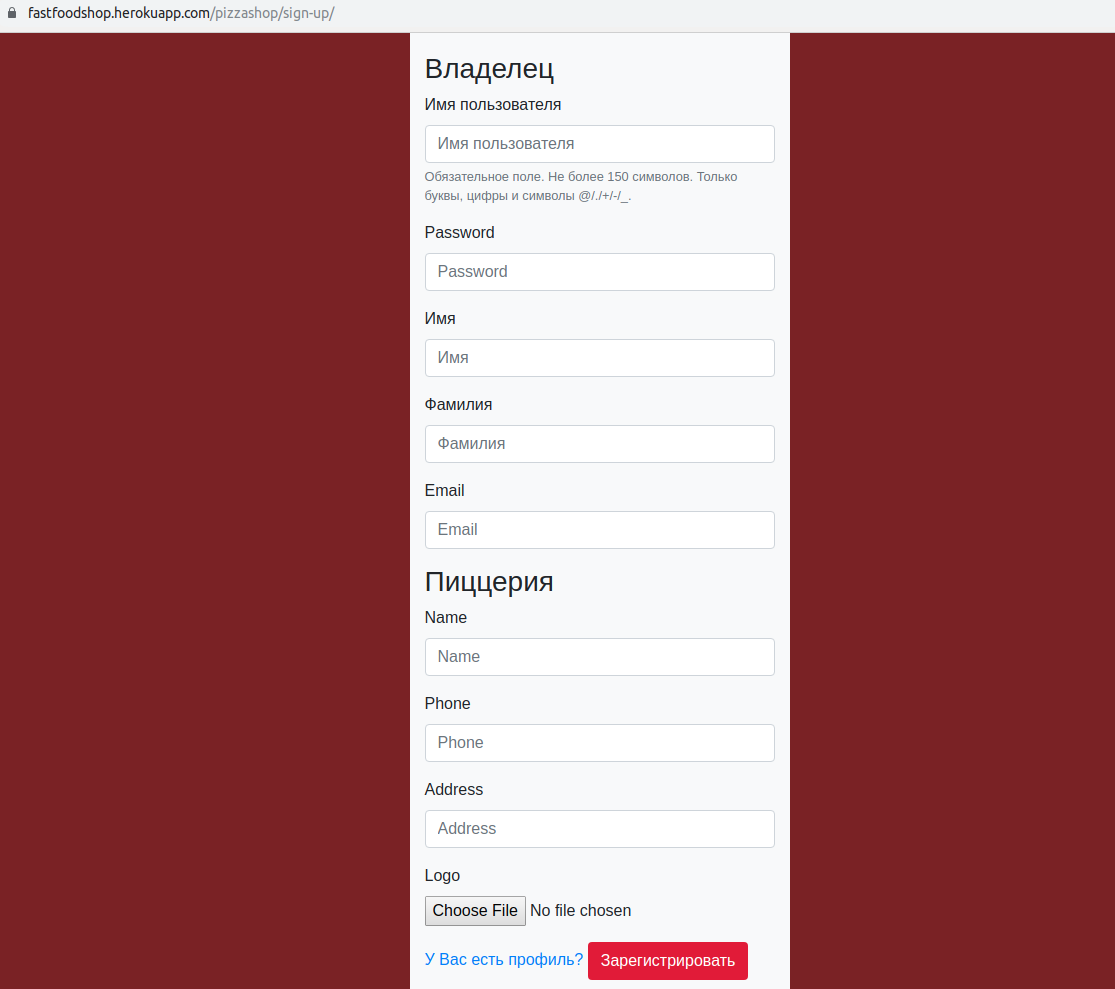 fastfoodshop.herokuapp.com/pizzashop/sign-up/
Владелец
Имя пользователя
Имя пользователя
Обязательное поле. Не более 150 символов. Только
буквы, цифры и символы @/./+/-/_.
Password
Password
Имя
Имя
Фамилия
Фамилия
Email
Email
Пиццерия
Name
Name
Phone
Phone
Address
Address
Logo
Choose File No file chosen
У Вас есть профиль? Зарегистрировать